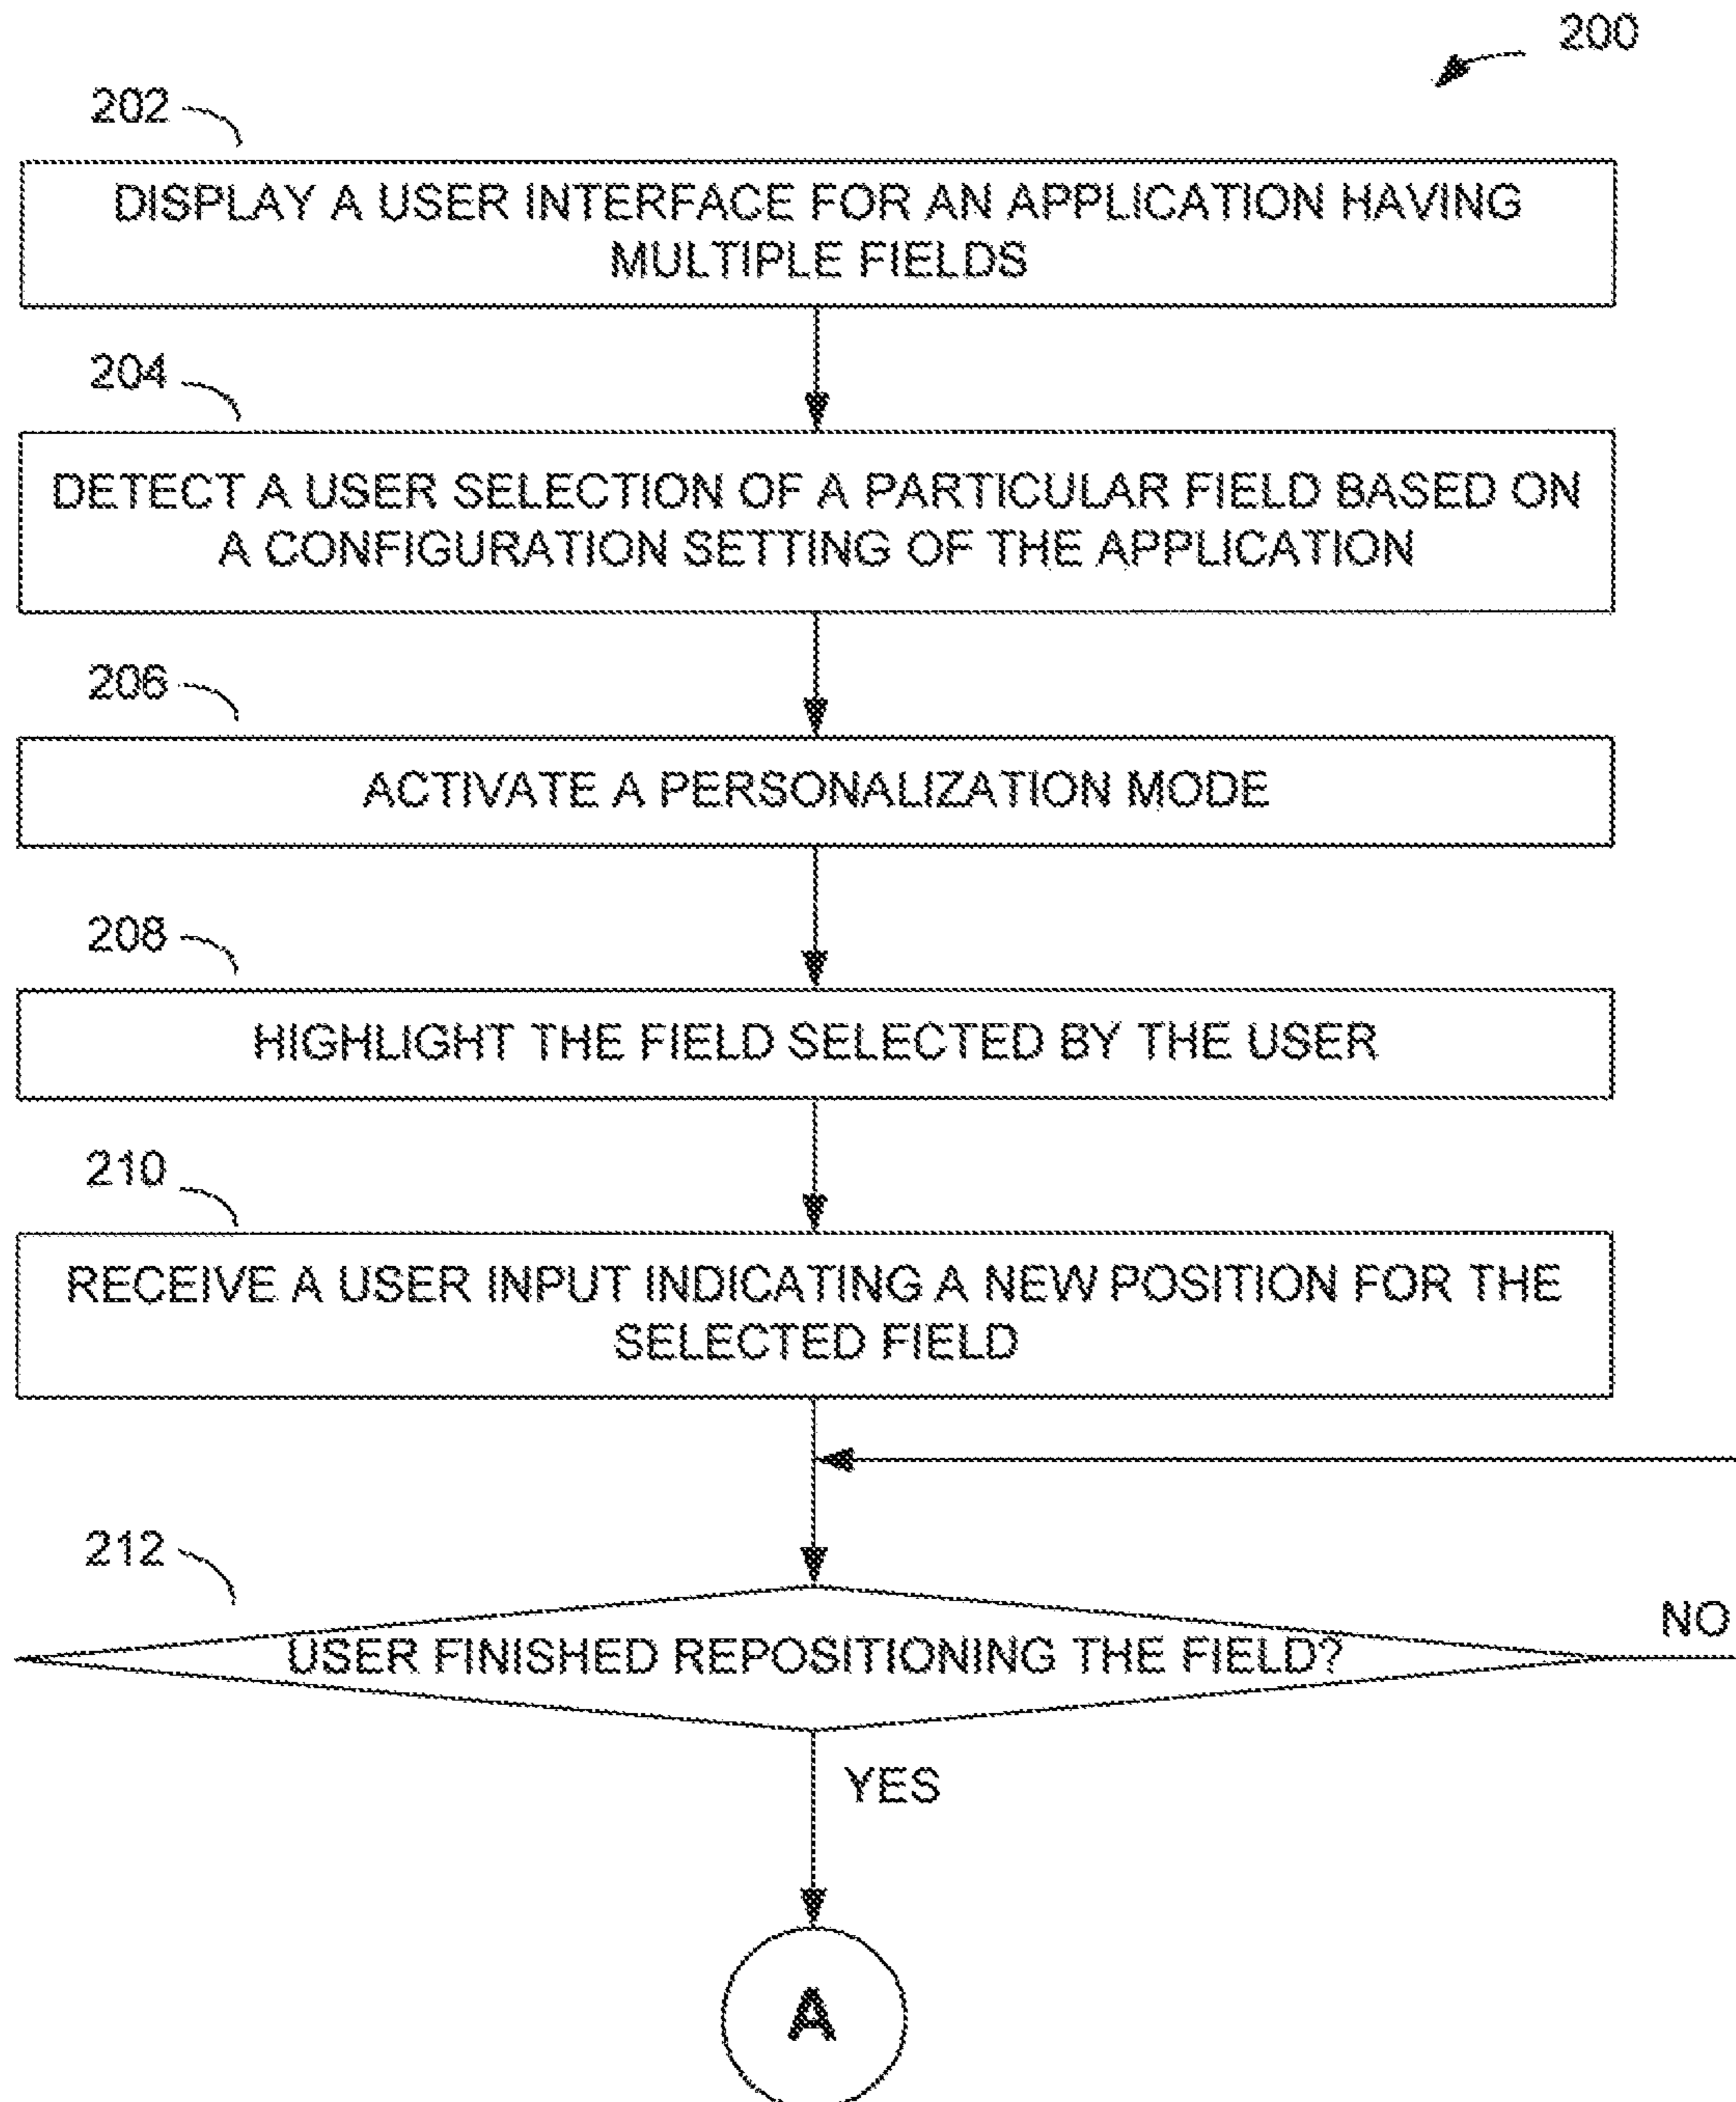 200
202
DISPLAY A USER INTERFACE FOR AN APPLICATION HAVING
MULTIPLE FIELDS
204
DETECT A USER SELECTION OF A PARTICULAR FIELD BASED ON
A CONFIGURATION SETTING OF THE APPLICATION
206
ACTIVATE A PERSONALIZATION MODE
208
HIGHLIGHT THE FIELD SELECTED BY THE USER
210
RECEIVE A USER INPUT INDICATING A NEW POSITION FOR THE
SELECTED FIELD
212
USER FINISHED REPOSITIONING THE FIELD?
NO
YES
A